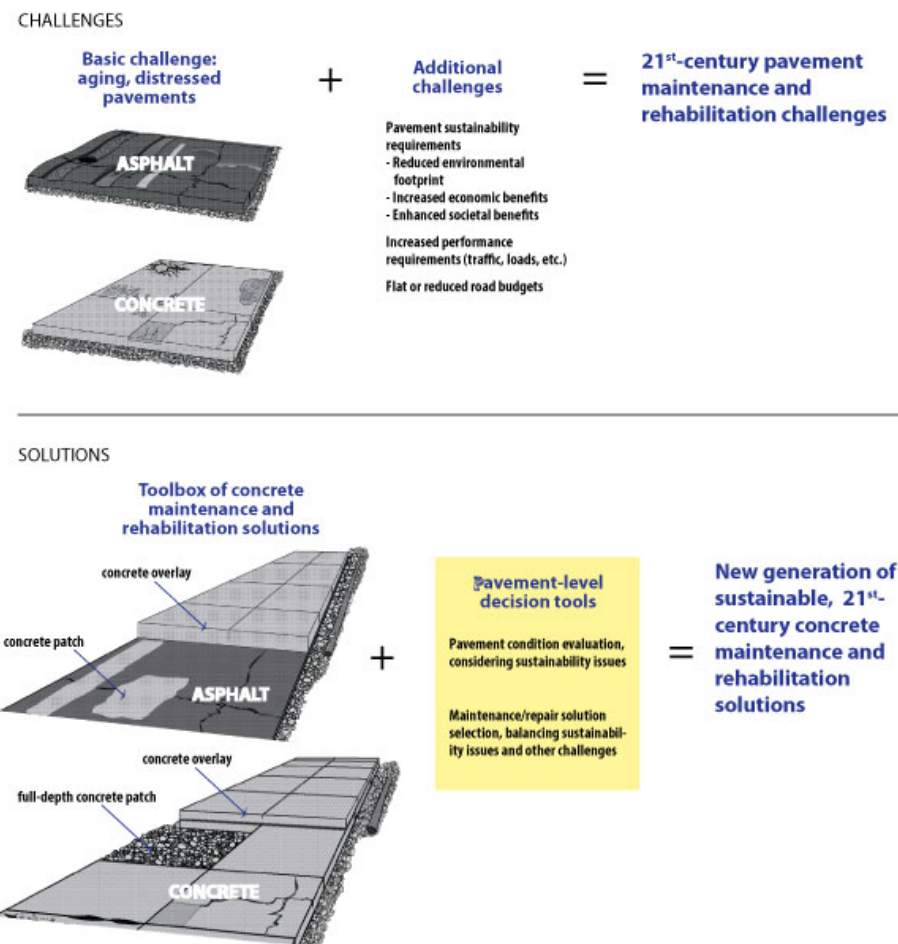 CHALLENGES
Basic challenge:
aging, distressed
pavements
+
Additional
challenges
=
21st-century pavement
maintenance and
rehabilitation challenges
ASPHALT
CONCRETE
Pavement sustainability
requirements
- Reduced environmental
footprint
- Increased economic benefits
- Enhanced societal benefits
Increased performance
requirements (traffic, loads, etc.)
Flat or reduced road budgets
SOLUTIONS
Toolbox of concrete
maintenance and
rehabilitation solutions
concrete overlay
concrete patch
ASPHALT
concrete overlay
full-depth concrete patch
CONCRETE
+
Pavement-level
decision tools
Pavement condition evaluation,
considering sustainability issues
Maintenance/repair solution
selection, balancing sustainabil-
ity issues and other challenges
=
New generation of
sustainable, 21st-
century concrete
maintenance and
rehabilitation
solutions